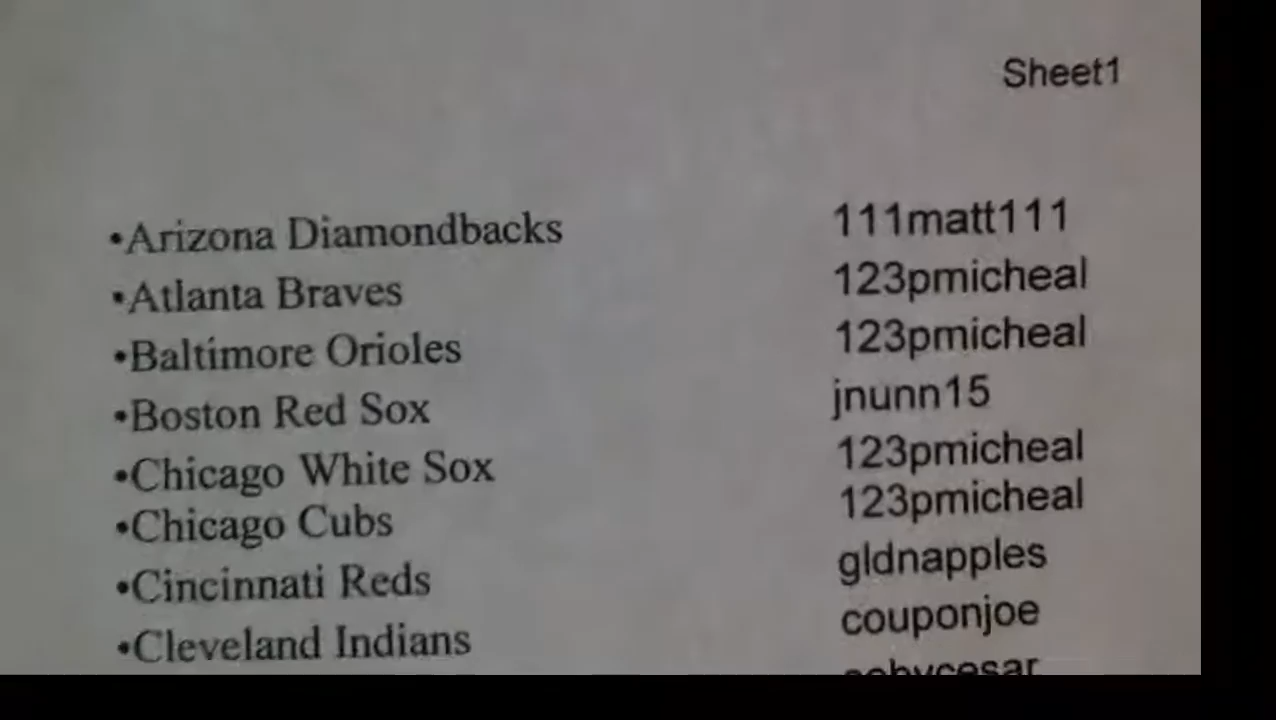 Sheet1
•Arizona Diamondbacks 111matt111
•Atlanta Braves 123pmicheal
•Baltimore Orioles 123pmicheal
•Boston Red Sox jnunn15
•Chicago White Sox 123pmicheal
•Chicago Cubs 123pmicheal
•Cincinnati Reds gldnapples
•Cleveland Indians couponjoe